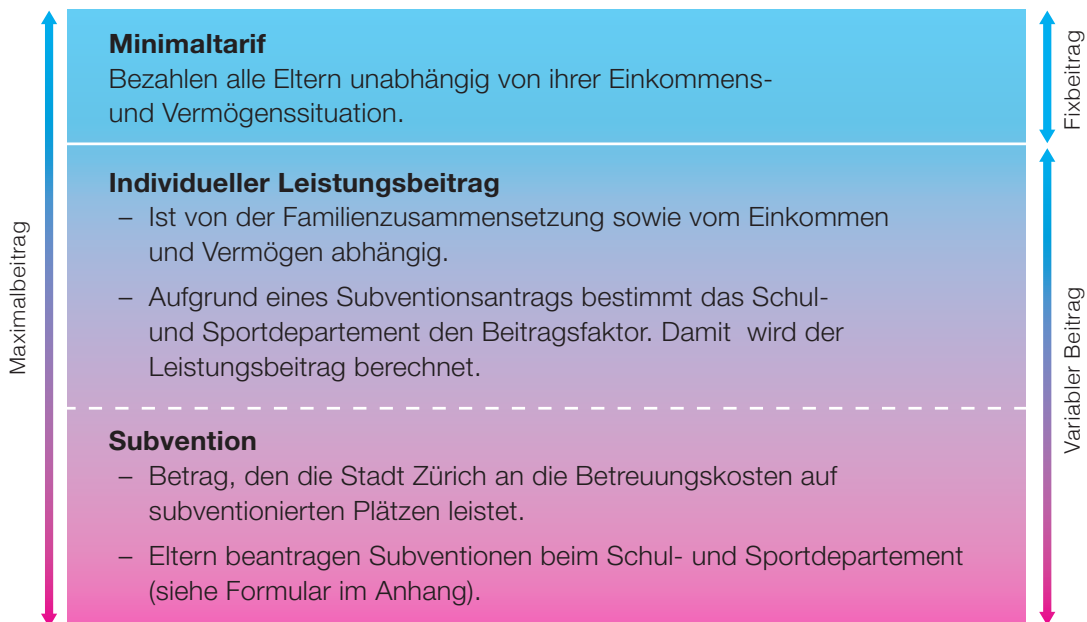 Minimaltarif
Bezahlen alle Eltern unabhängig von ihrer Einkommens-
und Vermögenssituation.
Fixbeitrag
Maximalbeitrag
Individueller Leistungsbeitrag
– Ist von der Familienzusammensetzung sowie vom Einkommen
und Vermögen abhängig.
– Aufgrund eines Subventionsantrags bestimmt das Schul-
und Sportdepartement den Beitragsfaktor. Damit wird der
Leistungsbeitrag berechnet.
Variabler Beitrag
Subvention
– Betrag, den die Stadt Zürich an die Betreuungskosten auf
subventionierten Plätzen leistet.
– Eltern beantragen Subventionen beim Schul- und Sportdepartement
(siehe Formular im Anhang).